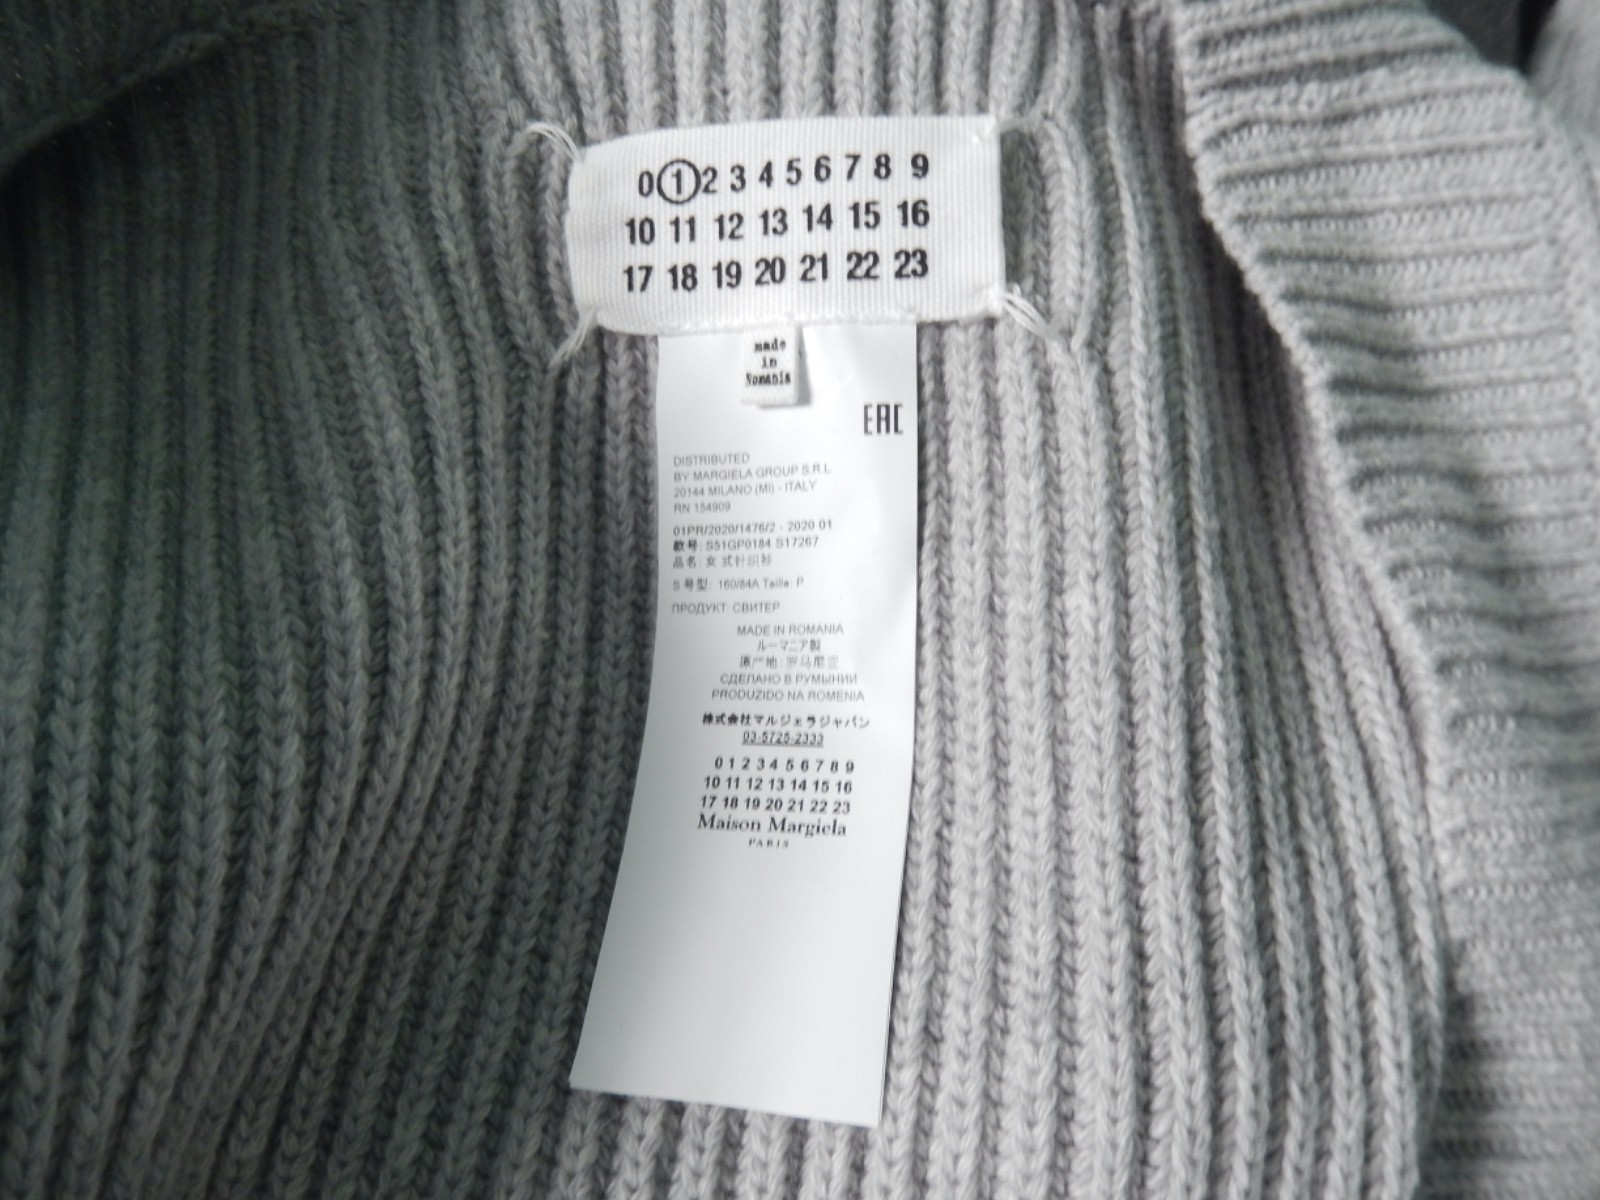 0 1 2 3 4 5 6 7 8 9
10 11 12 13 14 15 16
17 18 19 20 21 22 23
made
in
Romania
EAC
DISTRIBUTED
BY MARGIELA GROUP S.R.L.
20144 MILANO (MI) - ITALY
RN 154909
01PR/2020/1476/2 - 2020 01
款号: S51GP0184 S17267
品名: 女式针织衫
S 号型: 160/84A Taille: P
ПРОДУКТ: СВИТЕР
MADE IN ROMANIA
ルーマニア製
原产地: 罗马尼亚
СДЕЛАНО В РУМЫНИИ
PRODUZIDO NA ROMENIA
株式会社マルジェラジャパン
03-5725-2333
0 1 2 3 4 5 6 7 8 9
10 11 12 13 14 15 16
17 18 19 20 21 22 23
Maison Margiela
PARIS